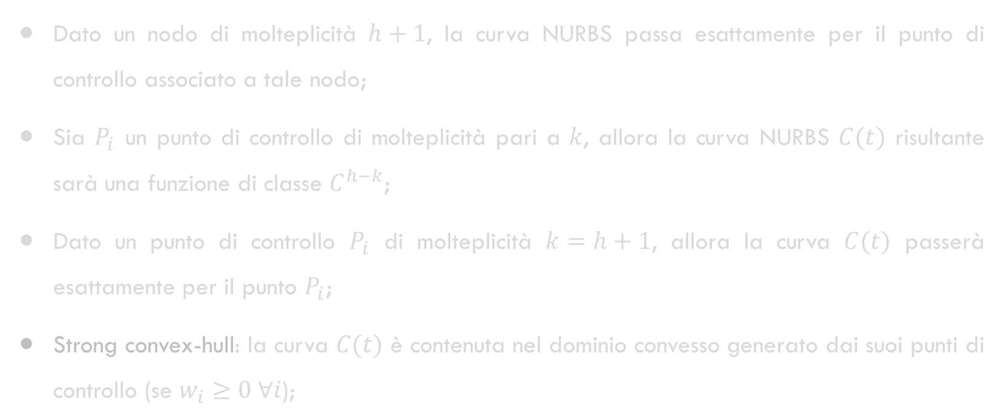 ● Dato un nodo di molteplicità h + 1, la curva NURBS passa esattamente per il punto di
controllo associato a tale nodo;
● Sia P_i un punto di controllo di molteplicità pari a k, allora la curva NURBS C(t) risultante
sarà una funzione di classe C^{h−k};
● Dato un punto di controllo P_i di molteplicità k = h + 1, allora la curva C(t) passerà
esattamente per il punto P_i;
● Strong convex-hull: la curva C(t) è contenuta nel dominio convesso generato dai suoi punti di
controllo (se w_i ≥ 0 ∀i);